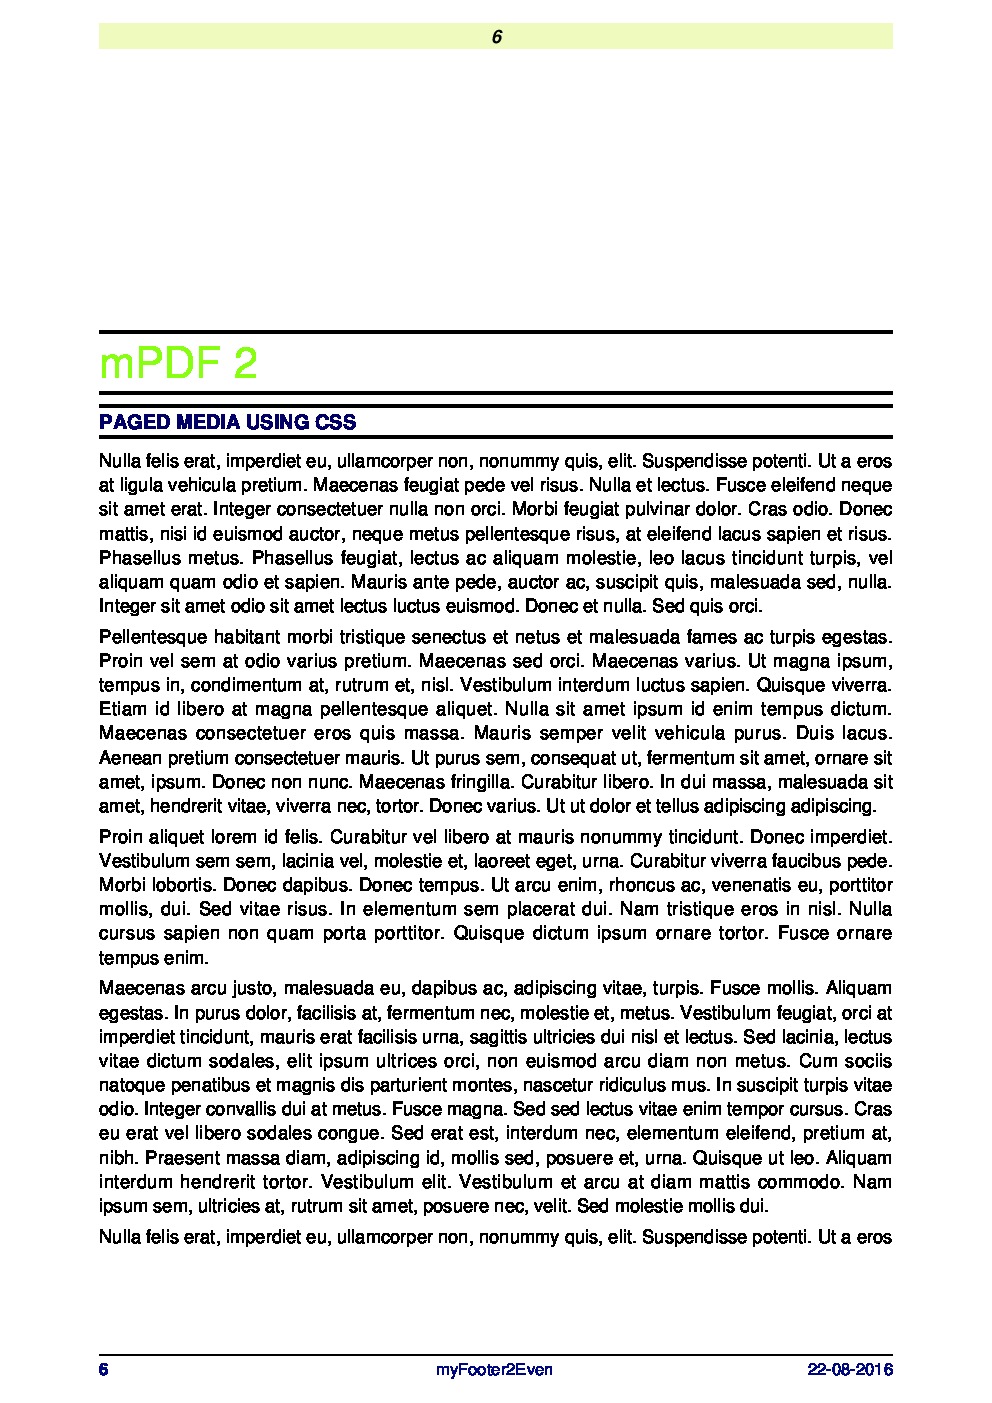 6
mPDF 2
PAGED MEDIA USING CSS
Nulla felis erat, imperdiet eu, ullamcorper non, nonummy quis, elit. Suspendisse potenti. Ut a eros
at ligula vehicula pretium. Maecenas feugiat pede vel risus. Nulla et lectus. Fusce eleifend neque
sit amet erat. Integer consectetuer nulla non orci. Morbi feugiat pulvinar dolor. Cras odio. Donec
mattis, nisi id euismod auctor, neque metus pellentesque risus, at eleifend lacus sapien et risus.
Phasellus metus. Phasellus feugiat, lectus ac aliquam molestie, leo lacus tincidunt turpis, vel
aliquam quam odio et sapien. Mauris ante pede, auctor ac, suscipit quis, malesuada sed, nulla.
Integer sit amet odio sit amet lectus luctus euismod. Donec et nulla. Sed quis orci.
Pellentesque habitant morbi tristique senectus et netus et malesuada fames ac turpis egestas.
Proin vel sem at odio varius pretium. Maecenas sed orci. Maecenas varius. Ut magna ipsum,
tempus in, condimentum at, rutrum et, nisl. Vestibulum interdum luctus sapien. Quisque viverra.
Etiam id libero at magna pellentesque aliquet. Nulla sit amet ipsum id enim tempus dictum.
Maecenas consectetuer eros quis massa. Mauris semper velit vehicula purus. Duis lacus.
Aenean pretium consectetuer mauris. Ut purus sem, consequat ut, fermentum sit amet, ornare sit
amet, ipsum. Donec non nunc. Maecenas fringilla. Curabitur libero. In dui massa, malesuada sit
amet, hendrerit vitae, viverra nec, tortor. Donec varius. Ut ut dolor et tellus adipiscing adipiscing.
Proin aliquet lorem id felis. Curabitur vel libero at mauris nonummy tincidunt. Donec imperdiet.
Vestibulum sem sem, lacinia vel, molestie et, laoreet eget, urna. Curabitur viverra faucibus pede.
Morbi lobortis. Donec dapibus. Donec tempus. Ut arcu enim, rhoncus ac, venenatis eu, porttitor
mollis, dui. Sed vitae risus. In elementum sem placerat dui. Nam tristique eros in nisl. Nulla
cursus sapien non quam porta porttitor. Quisque dictum ipsum ornare tortor. Fusce ornare
tempus enim.
Maecenas arcu justo, malesuada eu, dapibus ac, adipiscing vitae, turpis. Fusce mollis. Aliquam
egestas. In purus dolor, facilisis at, fermentum nec, molestie et, metus. Vestibulum feugiat, orci at
imperdiet tincidunt, mauris erat facilisis urna, sagittis ultricies dui nisl et lectus. Sed lacinia, lectus
vitae dictum sodales, elit ipsum ultrices orci, non euismod arcu diam non metus. Cum sociis
natoque penatibus et magnis dis parturient montes, nascetur ridiculus mus. In suscipit turpis vitae
odio. Integer convallis dui at metus. Fusce magna. Sed sed lectus vitae enim tempor cursus. Cras
eu erat vel libero sodales congue. Sed erat est, interdum nec, elementum eleifend, pretium at,
nibh. Praesent massa diam, adipiscing id, mollis sed, posuere et, urna. Quisque ut leo. Aliquam
interdum hendrerit tortor. Vestibulum elit. Vestibulum et arcu at diam mattis commodo. Nam
ipsum sem, ultricies at, rutrum sit amet, posuere nec, velit. Sed molestie mollis dui.
Nulla felis erat, imperdiet eu, ullamcorper non, nonummy quis, elit. Suspendisse potenti. Ut a eros
6 myFooter2Even 22-08-2016